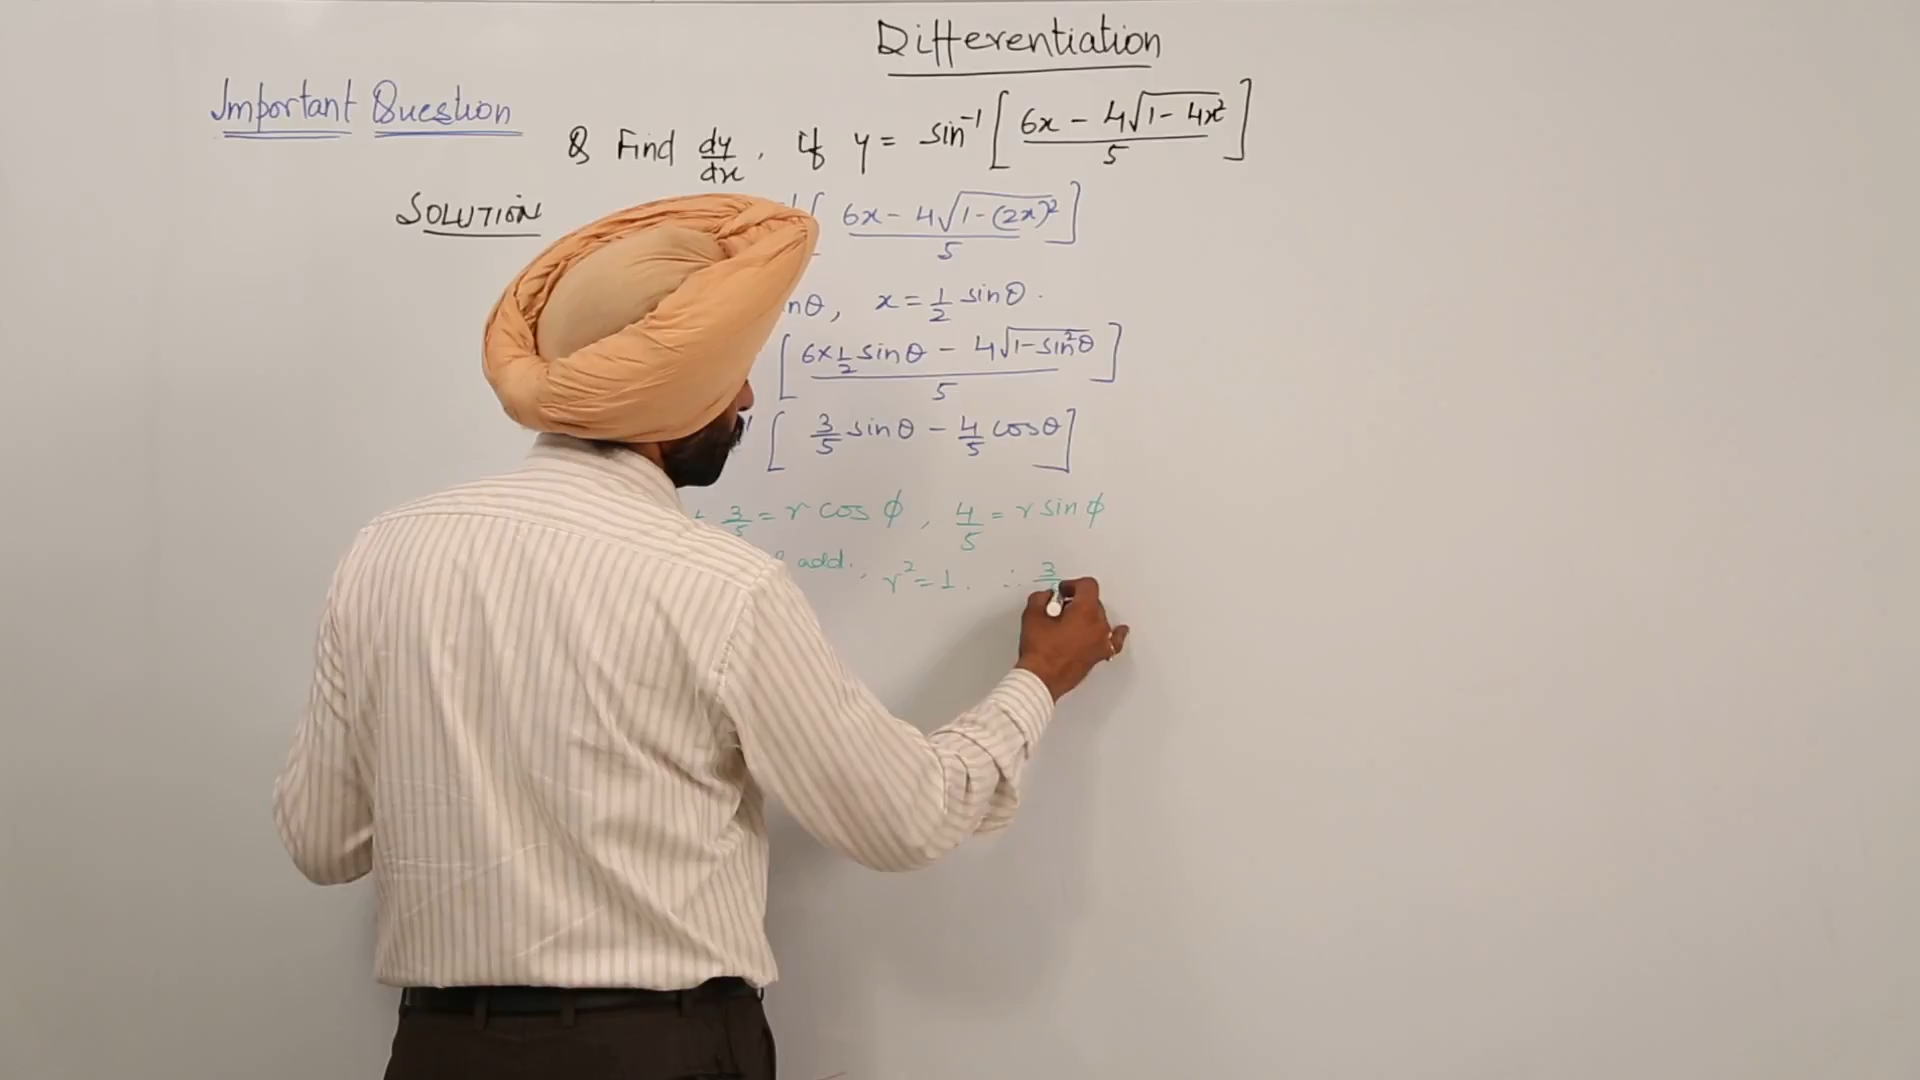 Differentiation
Important Question
Q Find dy/dx, If y = sin⁻¹[(6x − 4√(1 − 4x²))/5]
SOLUTION
[(6x − 4√(1−(2x)²))/5]
nθ, x = 1/2 sinθ.
[(6×1/2 sinθ − 4√(1−sin²θ))/5]
[3/5 sinθ − 4/5 cosθ]
3/5 = r cos ϕ, 4/5 = r sin ϕ
add., r² = 1. ∴ 3